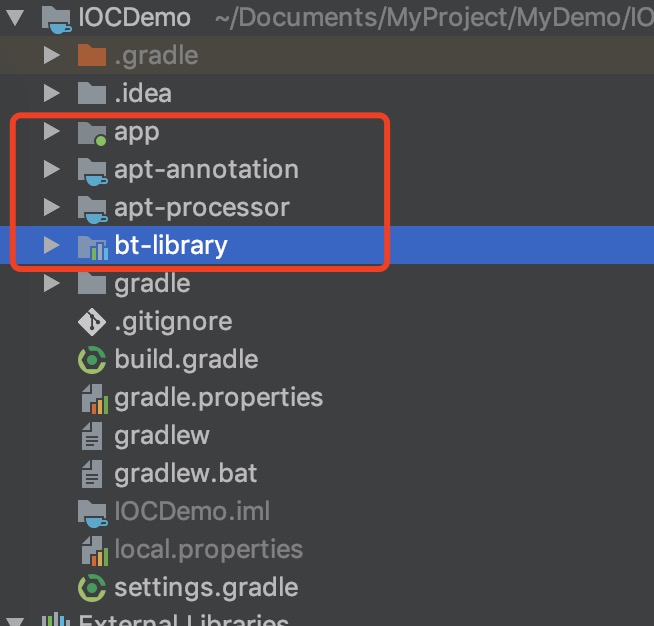 IOCDemo ~/Documents/MyProject/MyDemo/IO
.gradle
.idea
app
apt-annotation
apt-processor
bt-library
gradle
.gitignore
build.gradle
gradle.properties
gradlew
gradlew.bat
IOCDemo.iml
local.properties
settings.gradle
External Libraries